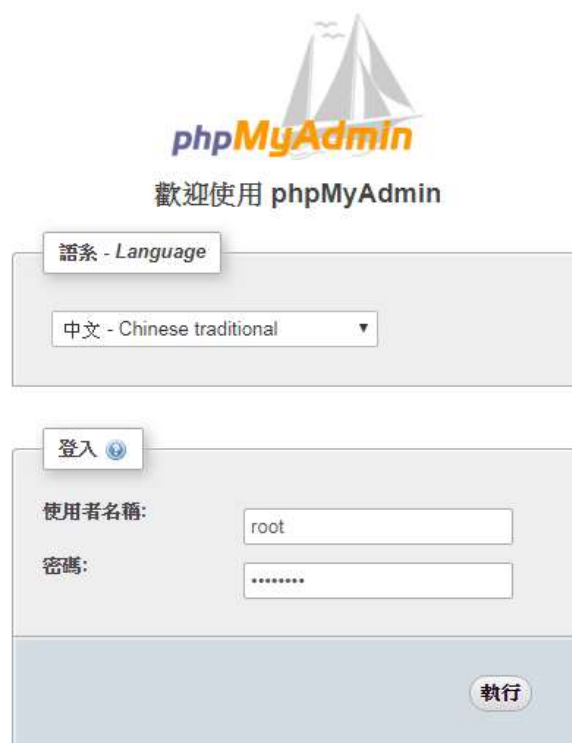 phpMyAdmin
歡迎使用 phpMyAdmin
語系 - Language
中文 - Chinese traditional
登入
使用者名稱:
root
密碼:
••••••••
執行